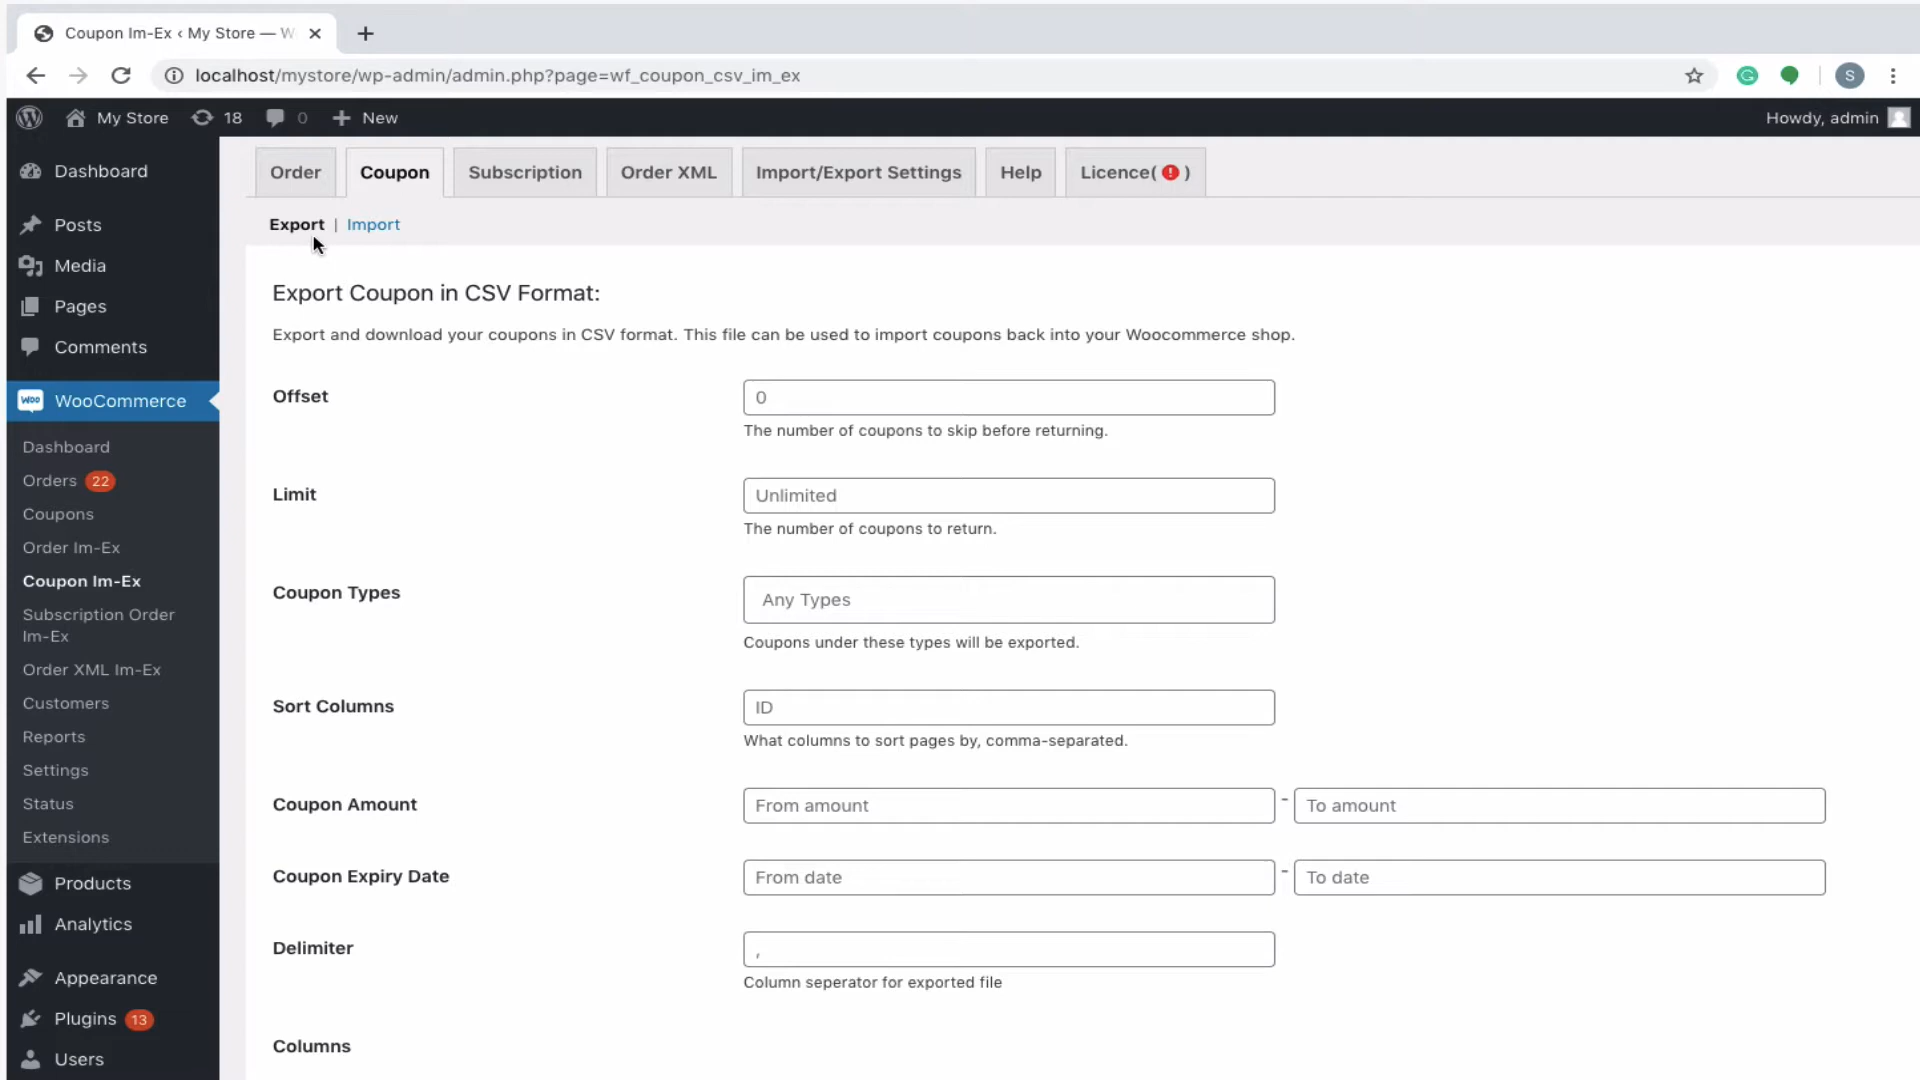 Coupon Im-Ex ‹ My Store — W
localhost/mystore/wp-admin/admin.php?page=wf_coupon_csv_im_ex
S
My Store 18 0 New Howdy, admin
Dashboard
Posts
Media
Pages
Comments
woo WooCommerce
Dashboard
Orders 22
Coupons
Order Im-Ex
Coupon Im-Ex
Subscription Order
Im-Ex
Order XML Im-Ex
Customers
Reports
Settings
Status
Extensions
Products
Analytics
Appearance
Plugins 13
Users
Order Coupon Subscription Order XML Import/Export Settings Help Licence( ! )
Export | Import
Export Coupon in CSV Format:
Export and download your coupons in CSV format. This file can be used to import coupons back into your Woocommerce shop.
Offset 0
The number of coupons to skip before returning.
Limit Unlimited
The number of coupons to return.
Coupon Types Any Types
Coupons under these types will be exported.
Sort Columns ID
What columns to sort pages by, comma-separated.
Coupon Amount From amount - To amount
Coupon Expiry Date From date - To date
Delimiter ,
Column seperator for exported file
Columns